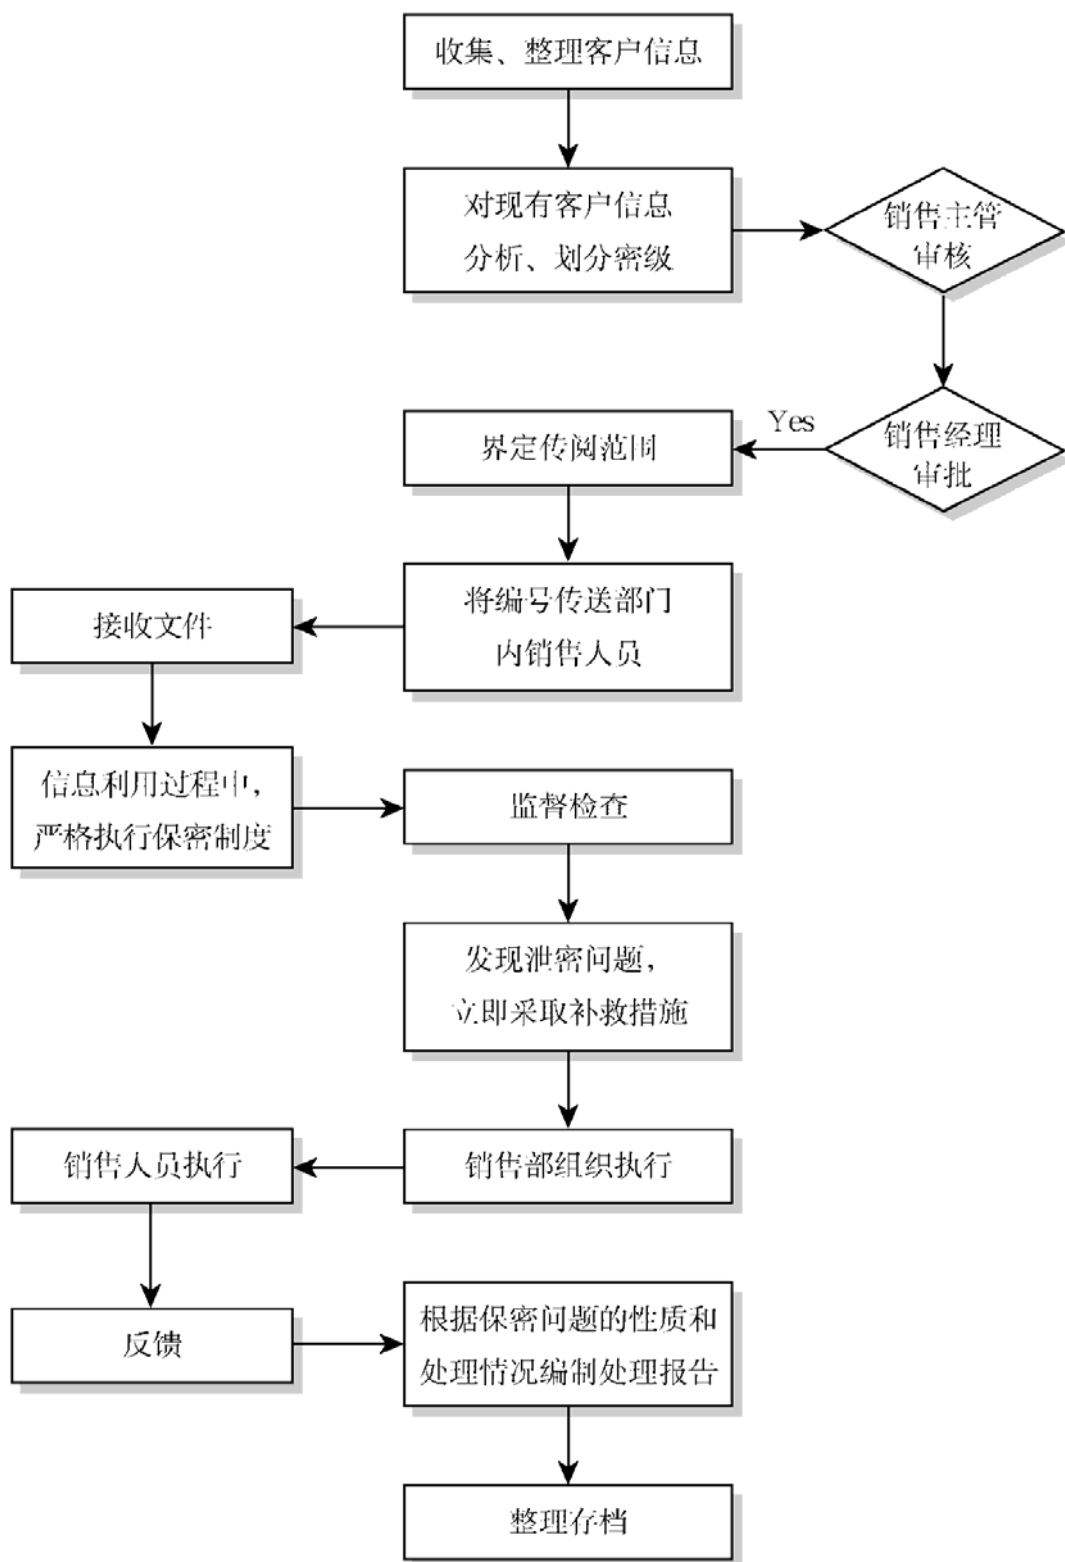 收集、整理客户信息
对现有客户信息
分析、划分密级
销售主管
审核
Yes
界定传阅范围
销售经理
审批
将编号传送部门
内销售人员
接收文件
信息利用过程中，
严格执行保密制度
监督检查
发现泄密问题，
立即采取补救措施
销售人员执行
销售部组织执行
反馈
根据保密问题的性质和
处理情况编制处理报告
整理存档